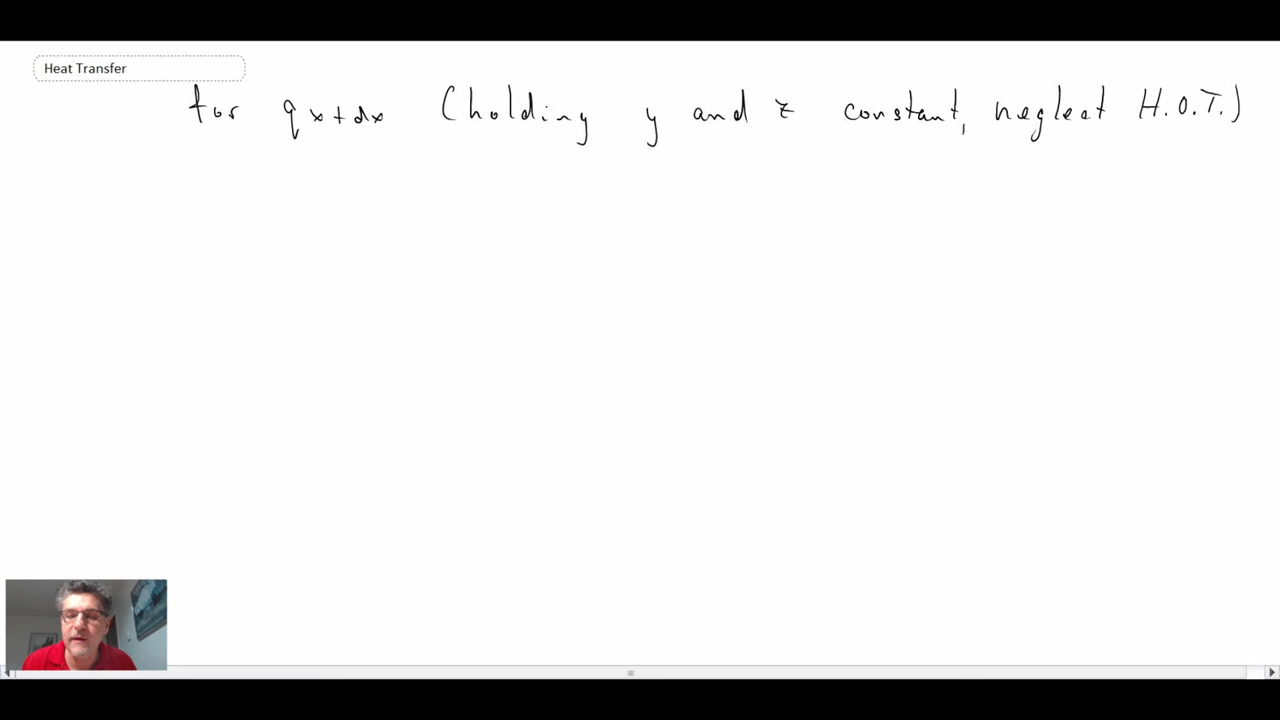 Heat Transfer
for qx+dx (holding y and z constant, neglect H.O.T.)